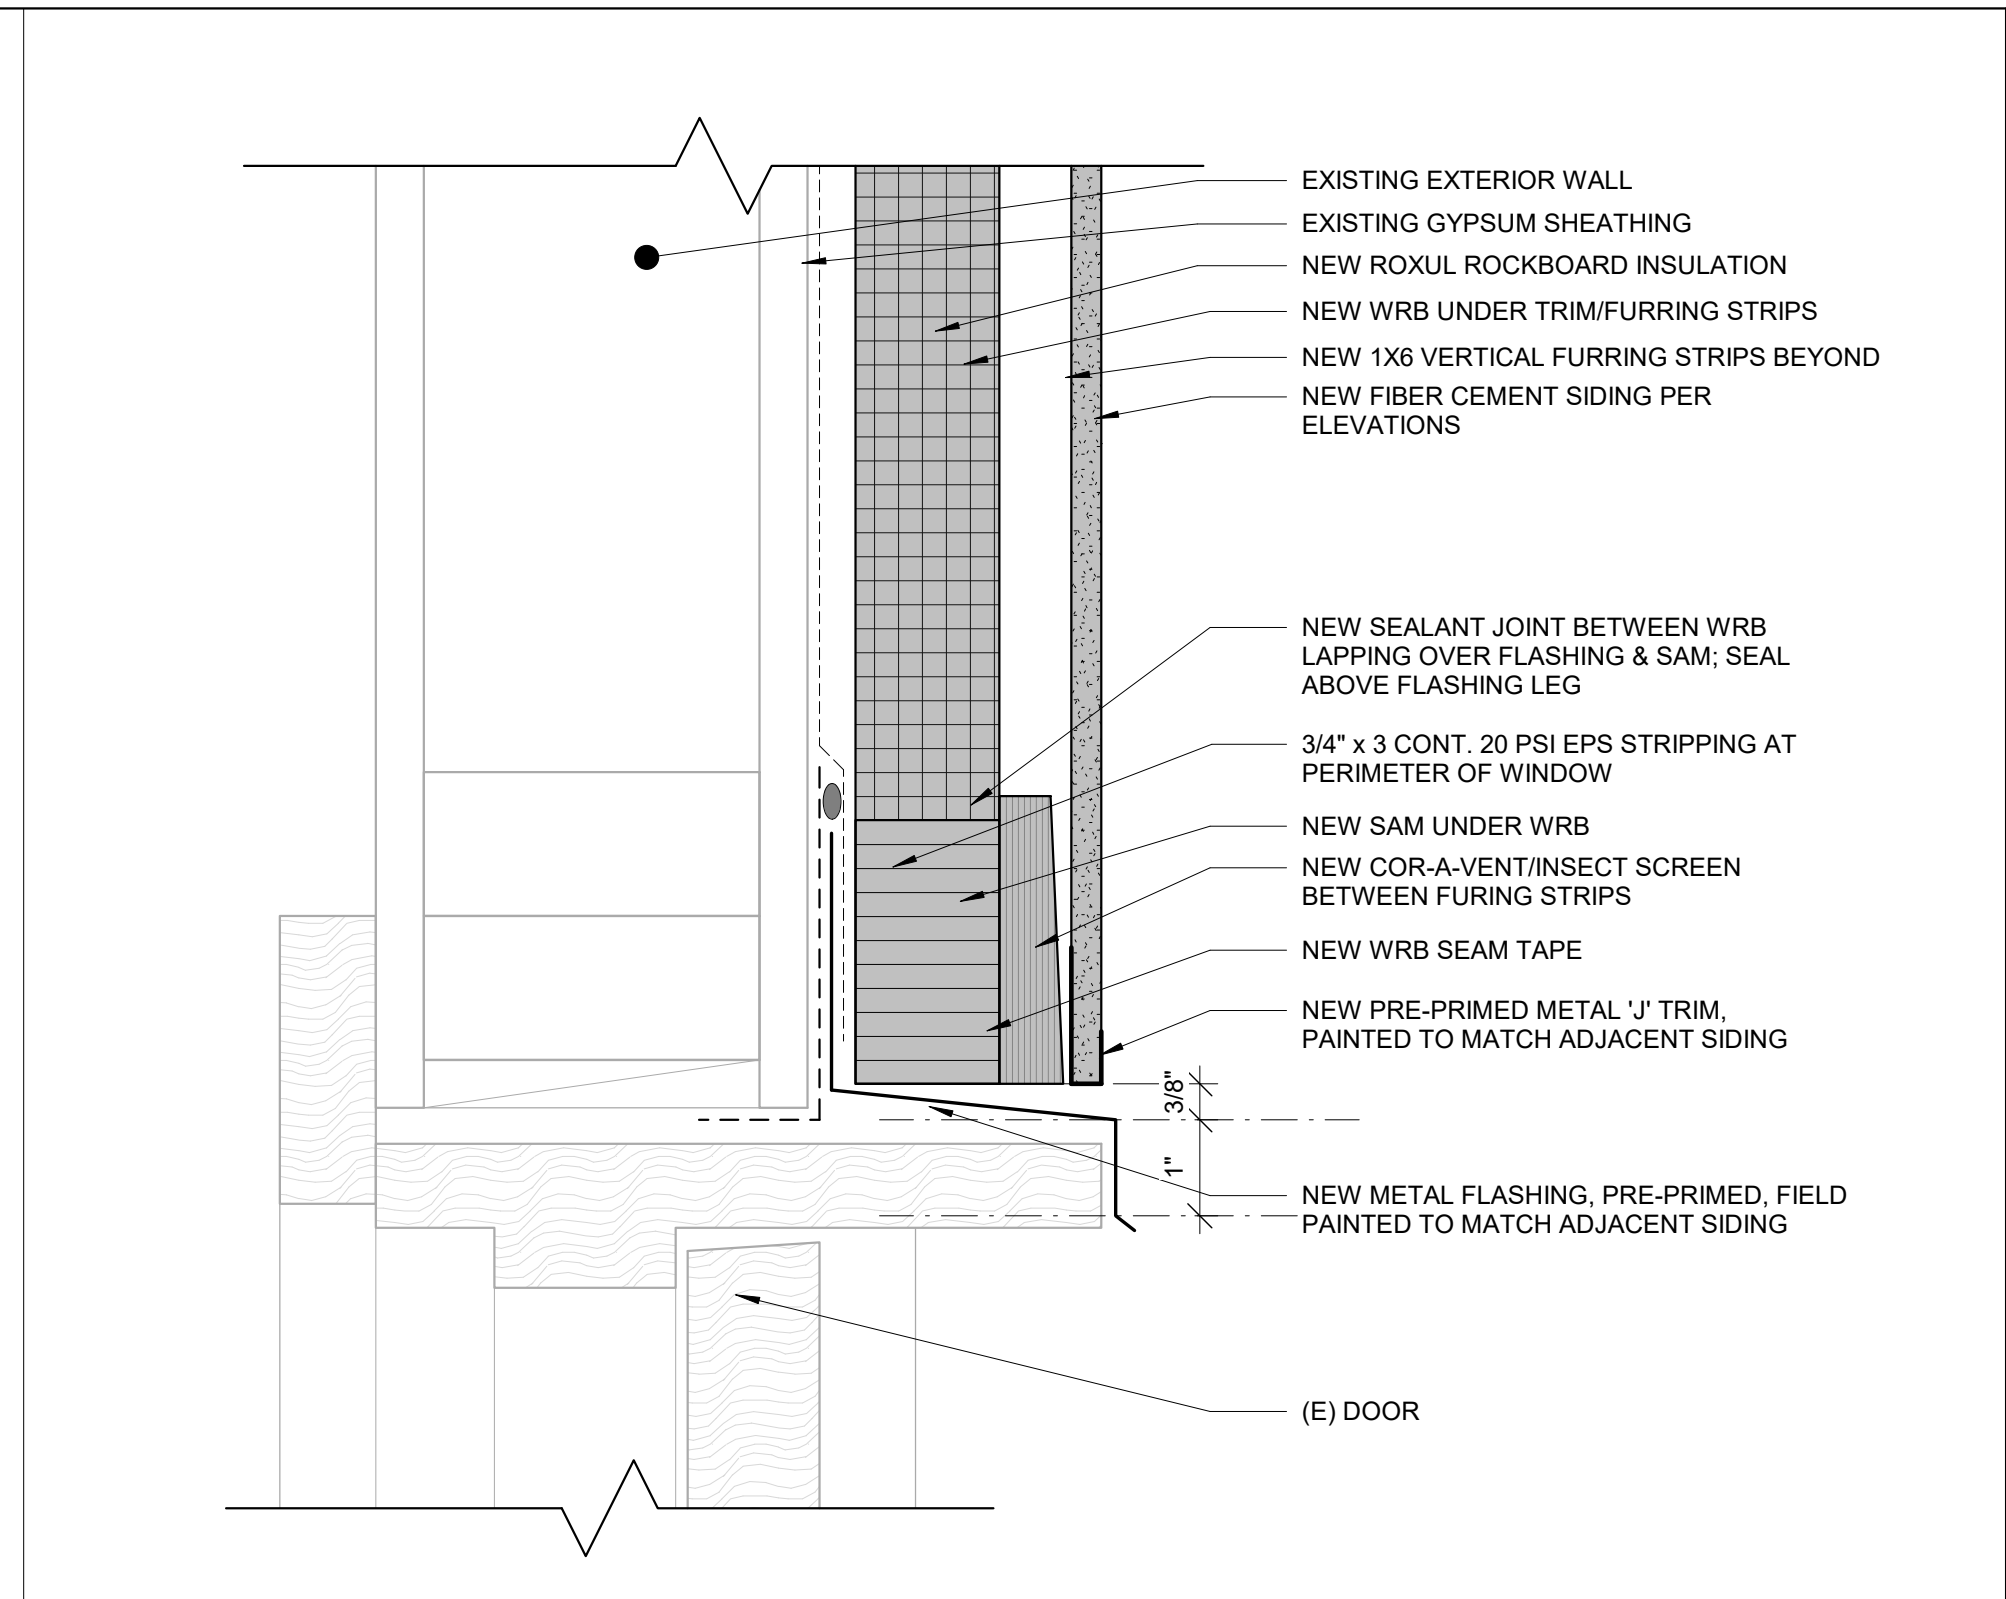 EXISTING EXTERIOR WALL
EXISTING GYPSUM SHEATHING
NEW ROXUL ROCKBOARD INSULATION
NEW WRB UNDER TRIM/FURRING STRIPS
NEW 1X6 VERTICAL FURRING STRIPS BEYOND
NEW FIBER CEMENT SIDING PER
ELEVATIONS
NEW SEALANT JOINT BETWEEN WRB
LAPPING OVER FLASHING & SAM; SEAL
ABOVE FLASHING LEG
3/4" x 3 CONT. 20 PSI EPS STRIPPING AT
PERIMETER OF WINDOW
NEW SAM UNDER WRB
NEW COR-A-VENT/INSECT SCREEN
BETWEEN FURING STRIPS
NEW WRB SEAM TAPE
NEW PRE-PRIMED METAL 'J' TRIM,
PAINTED TO MATCH ADJACENT SIDING
3/8"
1"
NEW METAL FLASHING, PRE-PRIMED, FIELD
PAINTED TO MATCH ADJACENT SIDING
(E) DOOR